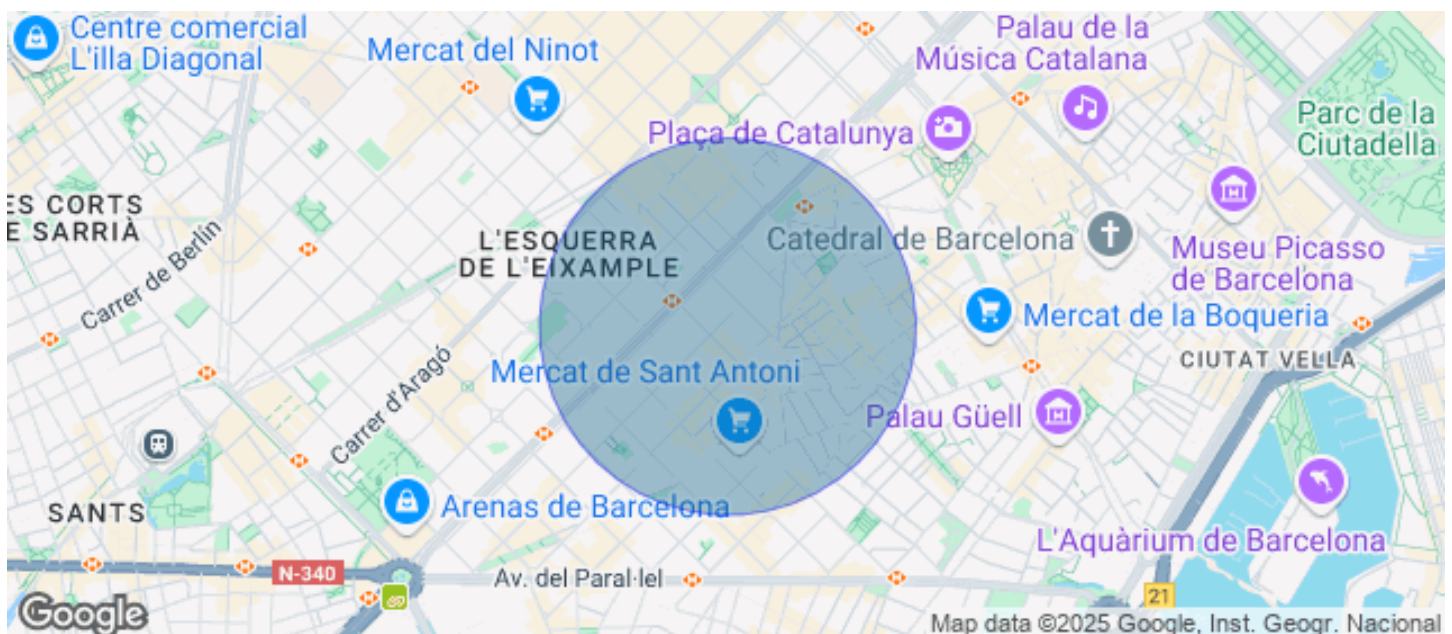 Centre comercial
L'illa Diagonal
Mercat del Ninot
Palau de la
Música Catalana
Plaça de Catalunya
Parc de la
Ciutadella
ES CORTS
E SARRIÀ
Carrer de Berlín
L'ESQUERRA
DE L'EIXAMPLE
Catedral de Barcelona
Museu Picasso
de Barcelona
Mercat de la Boqueria
CIUTAT VELLA
Carrer d'Aragó
Mercat de Sant Antoni
Palau Güell
SANTS
Arenas de Barcelona
L'Aquàrium de Barcelona
N-340
Av. del Paral·lel
21
Google
Map data ©2025 Google, Inst. Geogr. Nacional